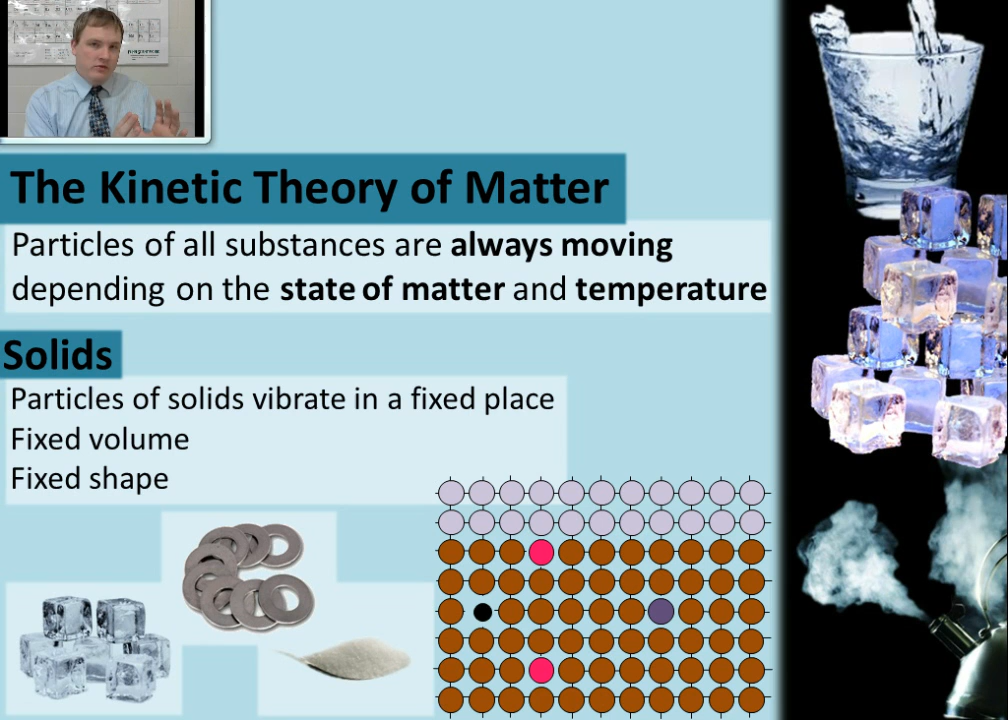 The Kinetic Theory of Matter
Particles of all substances are always moving
depending on the state of matter and temperature
Solids
Particles of solids vibrate in a fixed place
Fixed volume
Fixed shape